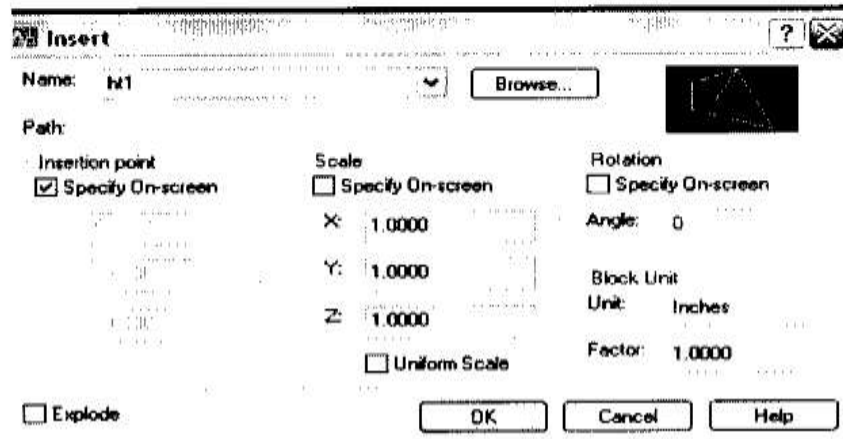 Insert ?
Name: ht1 Browse...
Path:
Insertion point Scale Rotation
Specify On-screen Specify On-screen Specify On-screen
X: 1.0000 Angle: 0
Y: 1.0000 Block Unit
Unit: Inches
Z: 1.0000
Factor: 1.0000
Uniform Scale
Explode OK Cancel Help